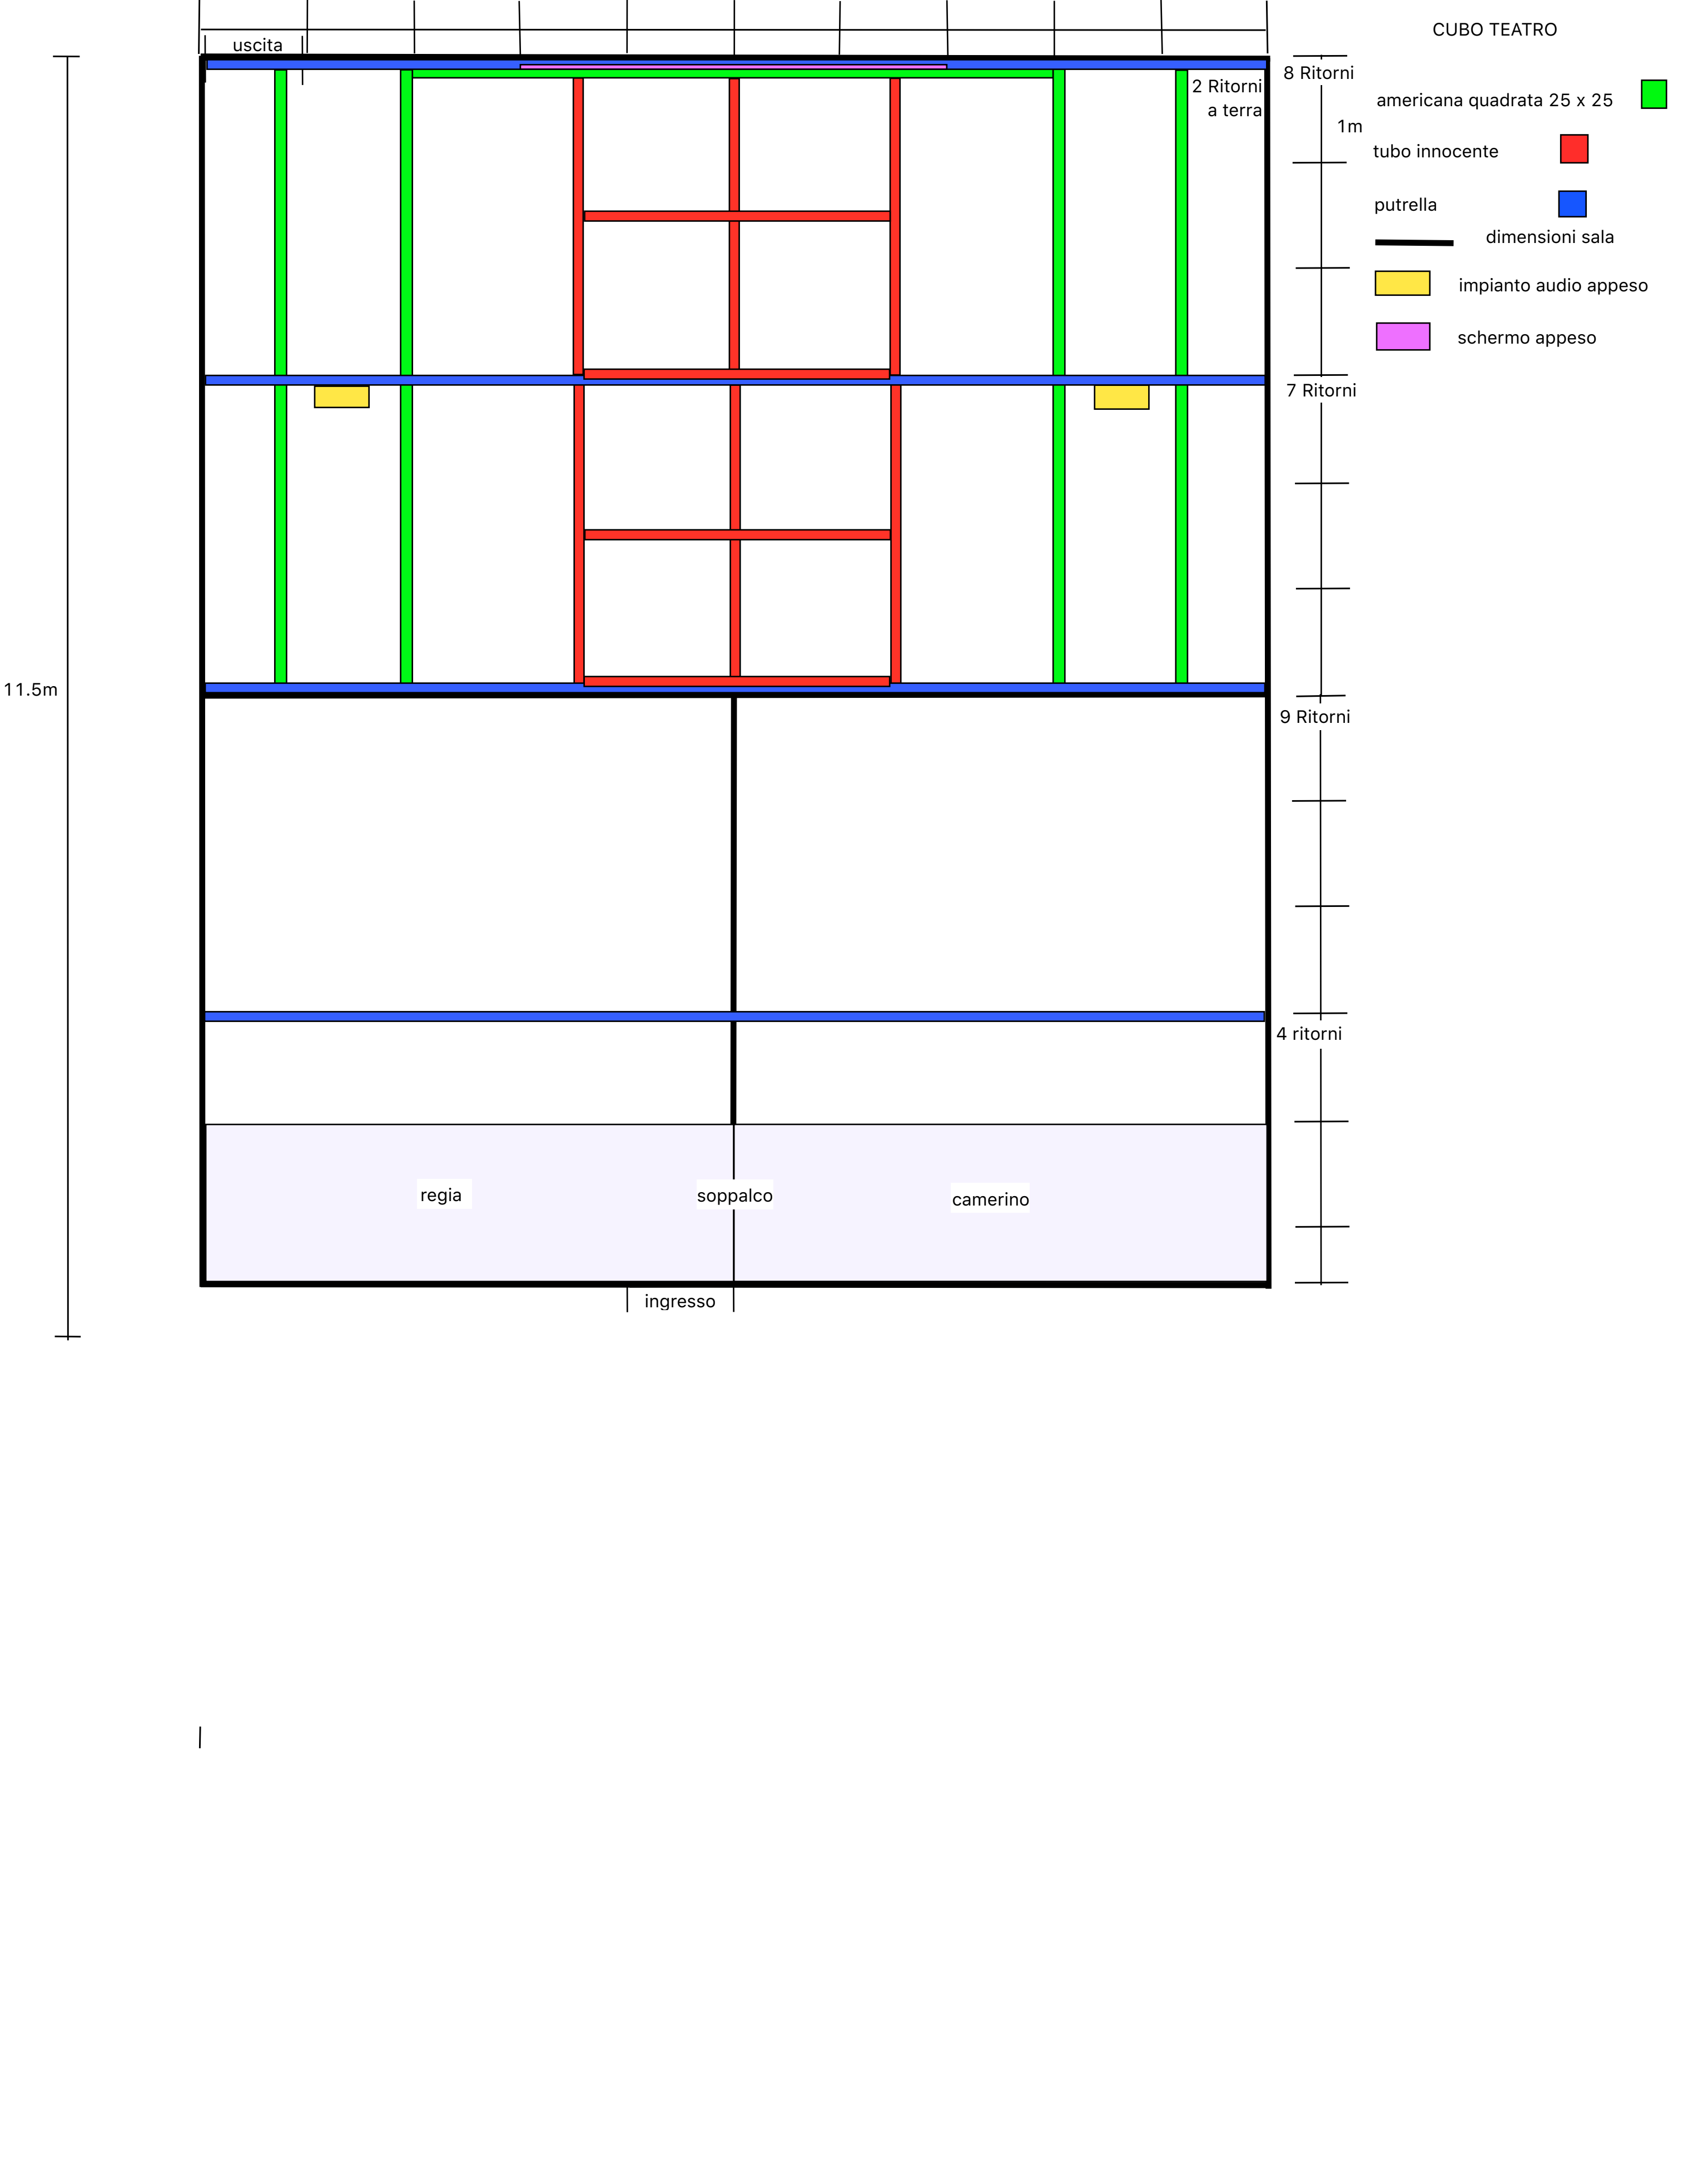 CUBO TEATRO
uscita
8 Ritorni
2 Ritorni
a terra
americana quadrata 25 x 25
1m
tubo innocente
putrella
dimensioni sala
impianto audio appeso
schermo appeso
7 Ritorni
11.5m
9 Ritorni
4 ritorni
regia
soppalco
camerino
ingresso